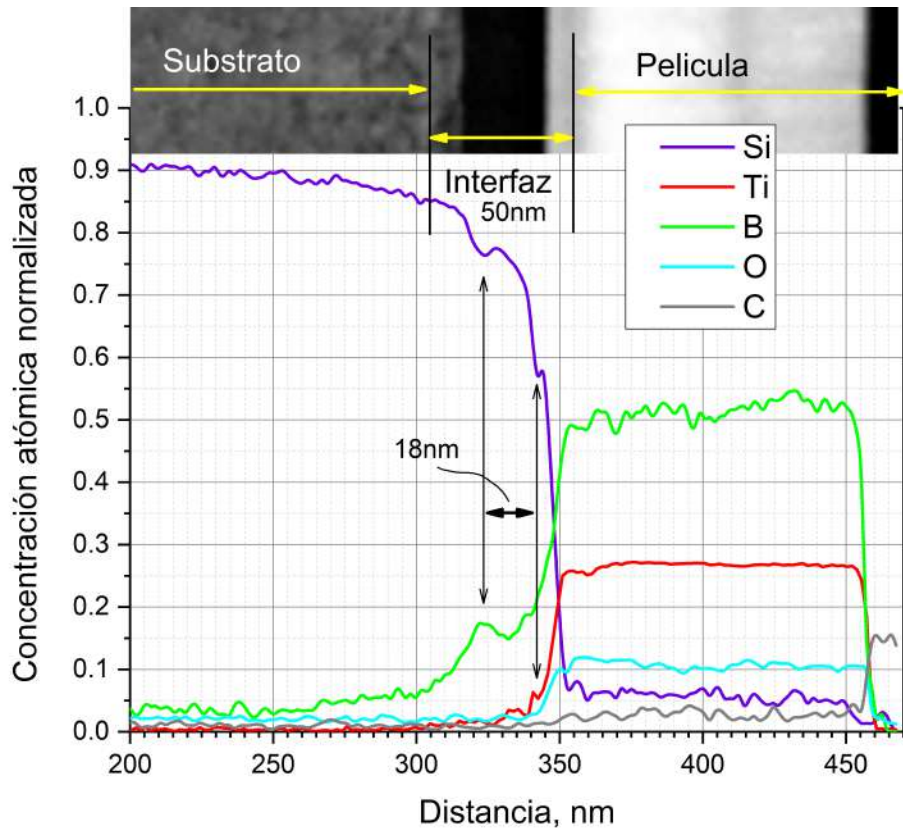 Substrato
Pelicula
Interfaz
50nm
Si
Ti
B
O
C
18nm
Concentración atómica normalizada
1.0
0.9
0.8
0.7
0.6
0.5
0.4
0.3
0.2
0.1
0.0
200
250
300
350
400
450
Distancia, nm